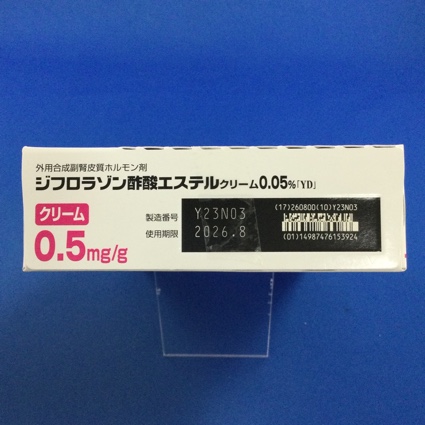 外用合成副腎皮質ホルモン剤
ジフロラゾン酢酸エステルクリーム0.05%「YD」
クリーム
0.5mg/g
製造番号 Y23N03
使用期限 2026.8
(17)260800(10)Y23N03
(01)14987476153924